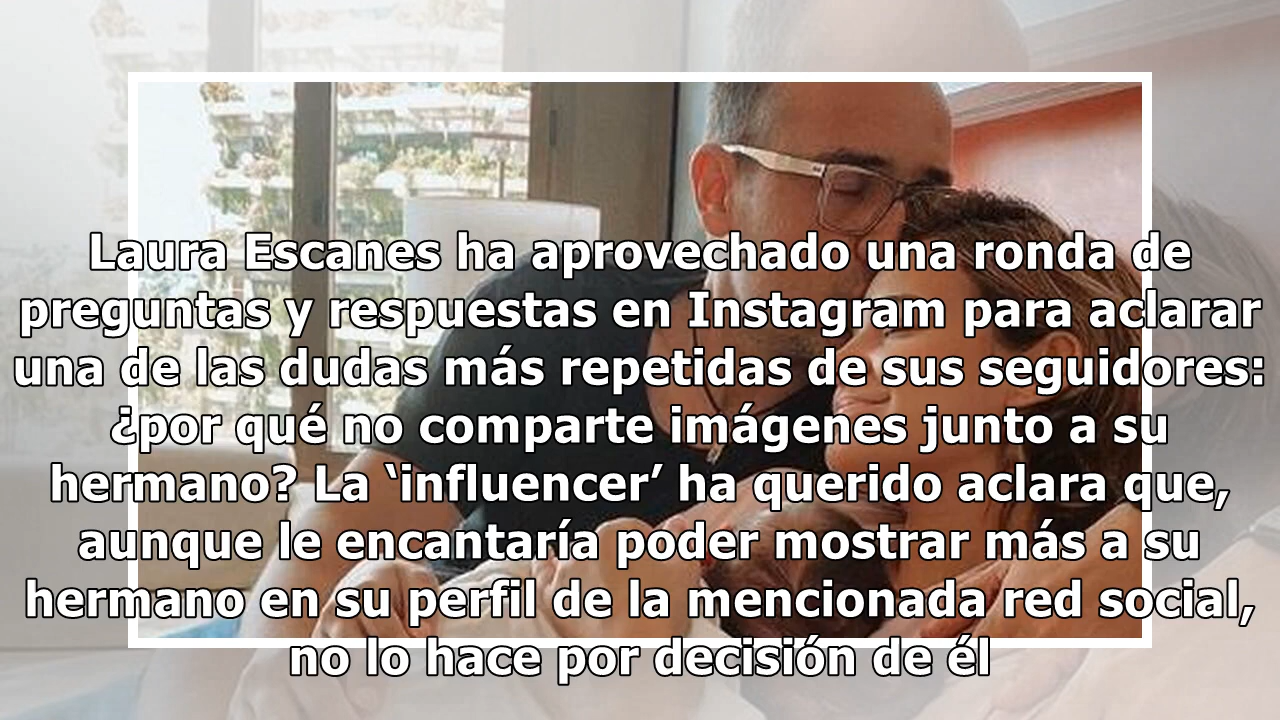 Laura Escanes ha aprovechado una ronda de
preguntas y respuestas en Instagram para aclarar
una de las dudas más repetidas de sus seguidores:
¿por qué no comparte imágenes junto a su
hermano? La ‘influencer’ ha querido aclara que,
aunque le encantaría poder mostrar más a su
hermano en su perfil de la mencionada red social,
no lo hace por decisión de él